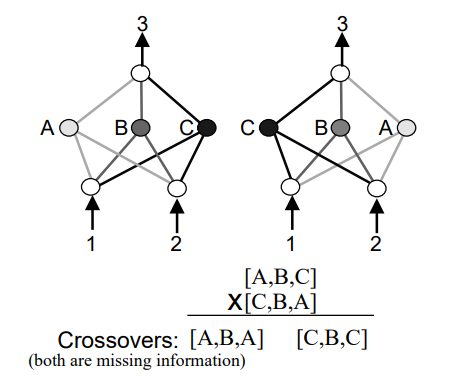 3 3
A B C C B A
1 2 1 2
[A,B,C]
X[C,B,A]
Crossovers: [A,B,A] [C,B,C]
(both are missing information)